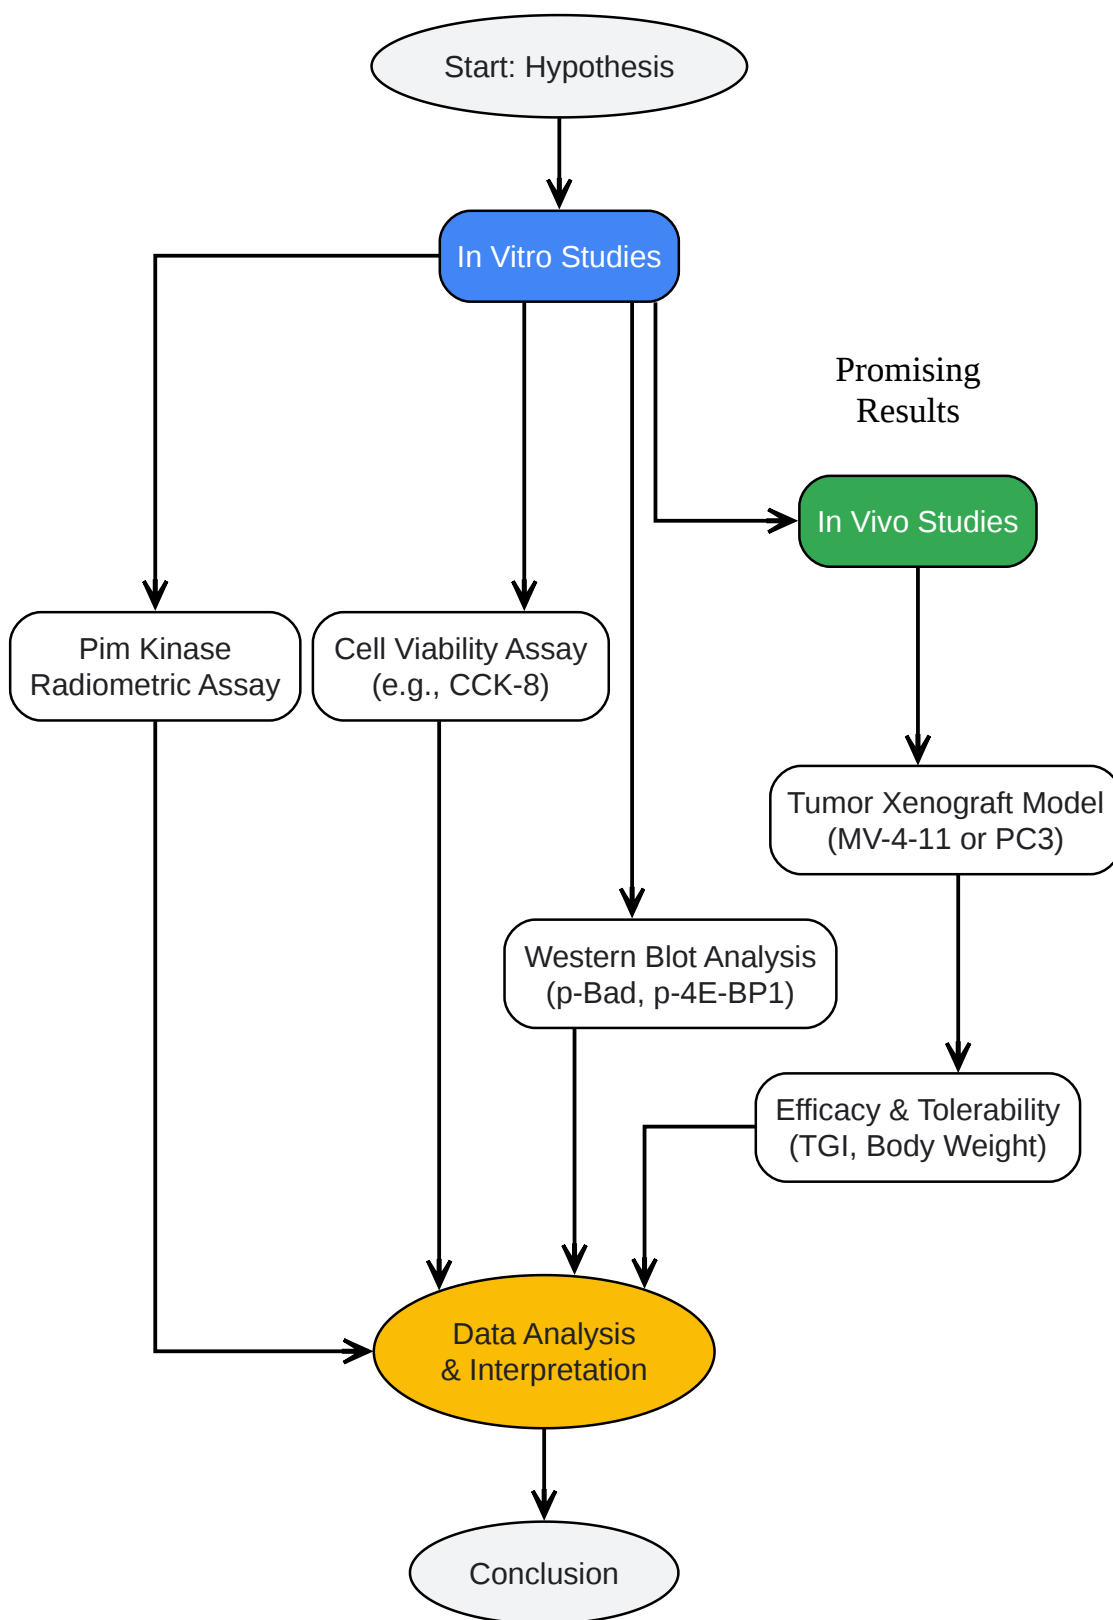 Start: Hypothesis
In Vitro Studies
Promising
Results
In Vivo Studies
Pim Kinase
Radiometric Assay
Cell Viability Assay
(e.g., CCK-8)
Tumor Xenograft Model
(MV-4-11 or PC3)
Western Blot Analysis
(p-Bad, p-4E-BP1)
Efficacy & Tolerability
(TGI, Body Weight)
Data Analysis
& Interpretation
Conclusion